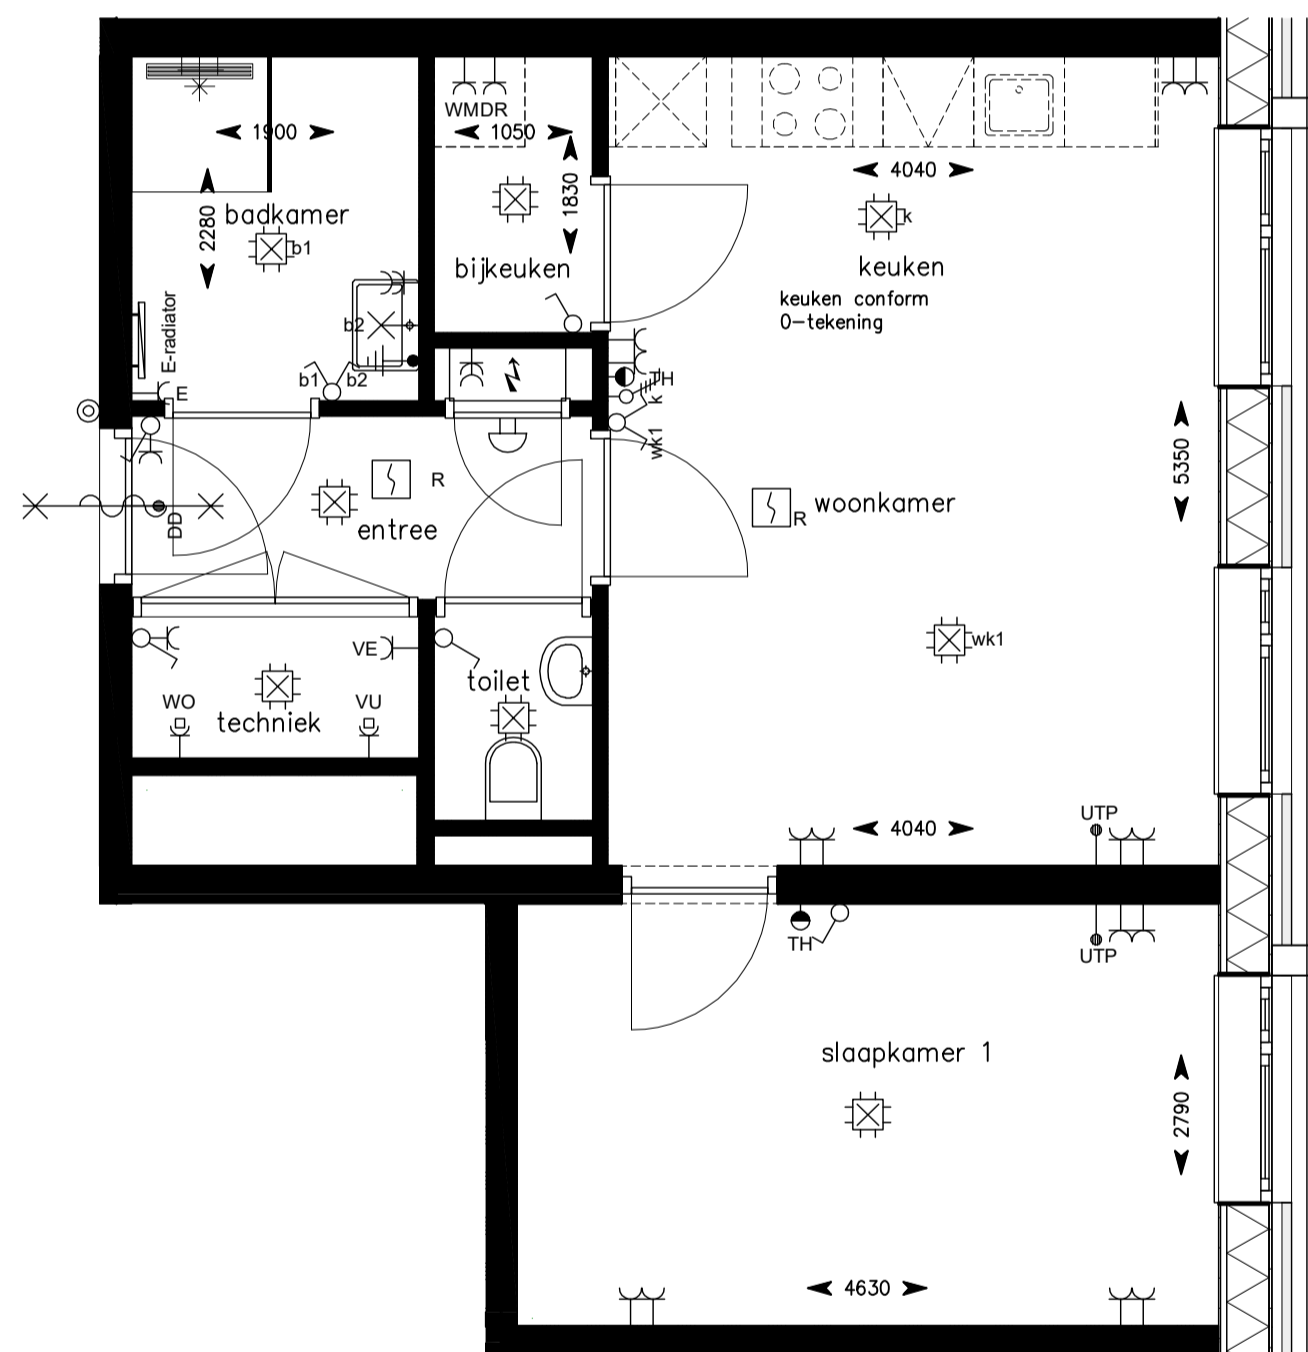 WMDR
1900
1050
4040
1830
2280
badkamer
k
b1
bijkeuken
keuken
keuken conform
0-tekening
E-radiator
b2
b1
b2
E
TH
k
wk1
5350
R
woonkamer
R
entree
DD
wk1
VE
toilet
WO
VU
techniek
4040
UTP
TH
UTP
slaapkamer 1
2790
4630